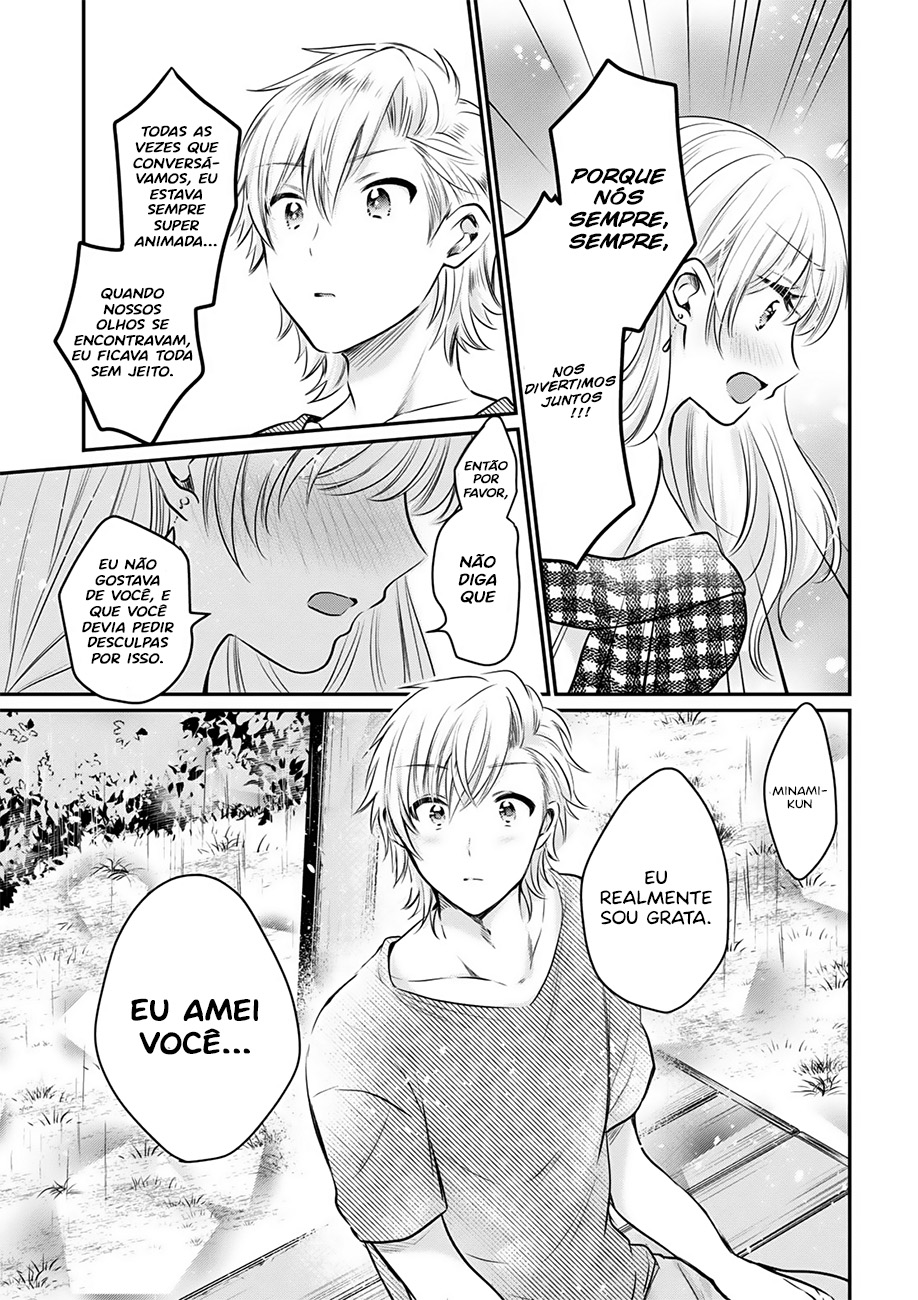 PORQUE
NÓS
SEMPRE,
SEMPRE,
NOS
DIVERTIMOS
JUNTOS
!!!
TODAS AS
VEZES QUE
CONVERSÁ-
VAMOS, EU
ESTAVA
SEMPRE
SUPER
ANIMADA...
QUANDO
NOSSOS
OLHOS SE
ENCONTRAVAM,
EU FICAVA TODA
SEM JEITO.
ENTÃO
POR
FAVOR,
NÃO
DIGA
QUE
EU NÃO
GOSTAVA
DE VOCÊ, E
QUE VOCÊ
DEVIA PEDIR
DESCULPAS
POR ISSO.
MINAMI-
KUN
EU
REALMENTE
SOU GRATA.
EU AMEI
VOCÊ...